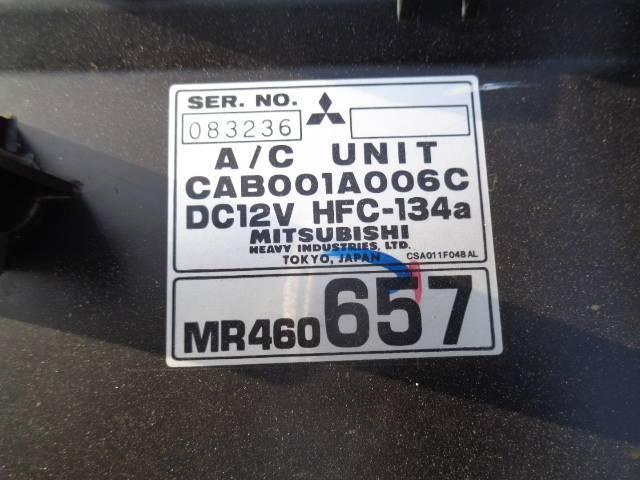 SER. NO.
083236
A/C UNIT
CAB001A006C
DC12V HFC-134a
MITSUBISHI
HEAVY INDUSTRIES, LTD.
TOKYO, JAPAN
CSA011F048AL
MR460657